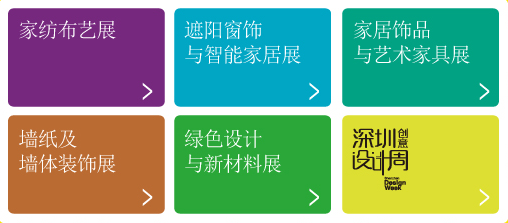 家纺布艺展
遮阳窗饰
与智能家居展
家居饰品
与艺术家具展
墙纸及
墙体装饰展
绿色设计
与新材料展
深圳创意
设计周
Shenzhen
Design
Week